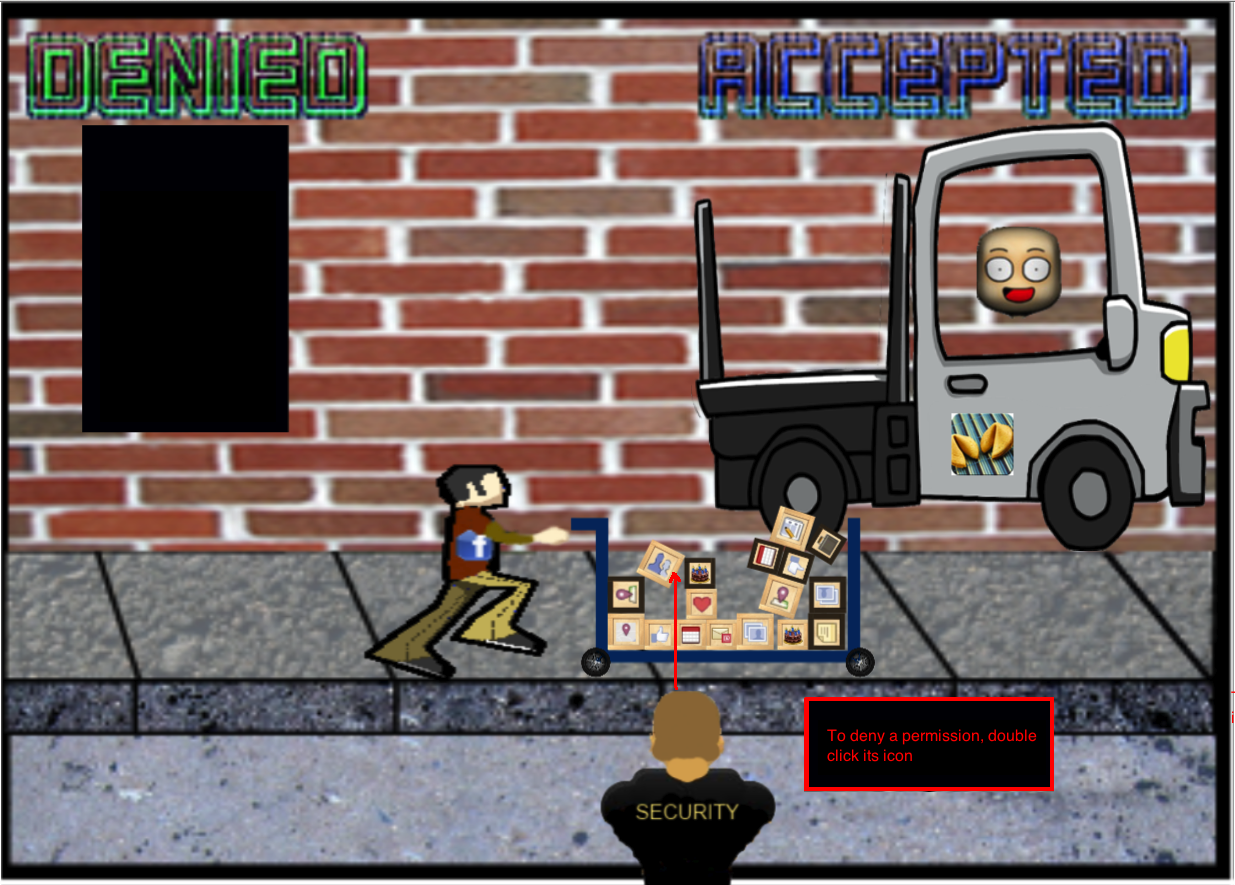 DENIED
ACCEPTED
f
To deny a permission, double
click its icon
SECURITY